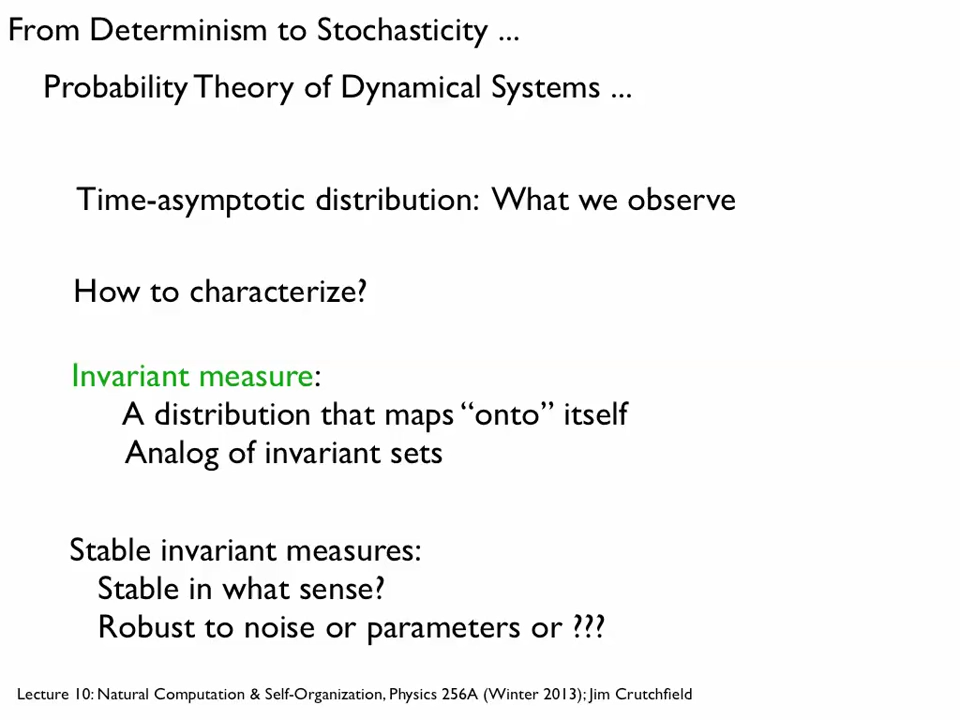 From Determinism to Stochasticity ...
Probability Theory of Dynamical Systems ...
Time-asymptotic distribution: What we observe
How to characterize?
Invariant measure:
A distribution that maps “onto” itself
Analog of invariant sets
Stable invariant measures:
Stable in what sense?
Robust to noise or parameters or ???
Lecture 10: Natural Computation & Self-Organization, Physics 256A (Winter 2013); Jim Crutchfield